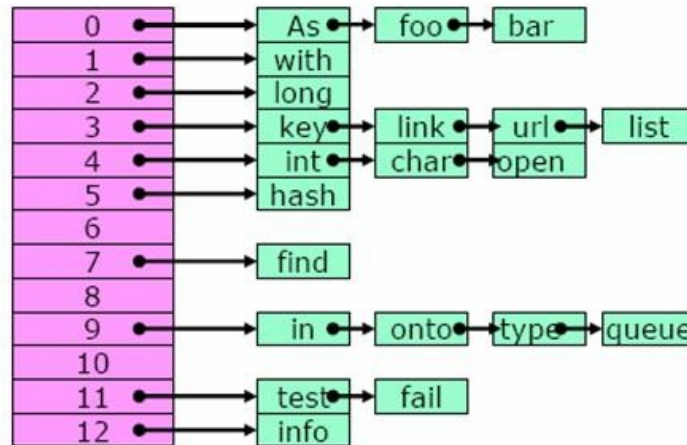 0 As foo bar
1 with
2 long
3 key link url list
4 int char open
5 hash
6
7 find
8
9 in onto type queue
10
11 test fail
12 info